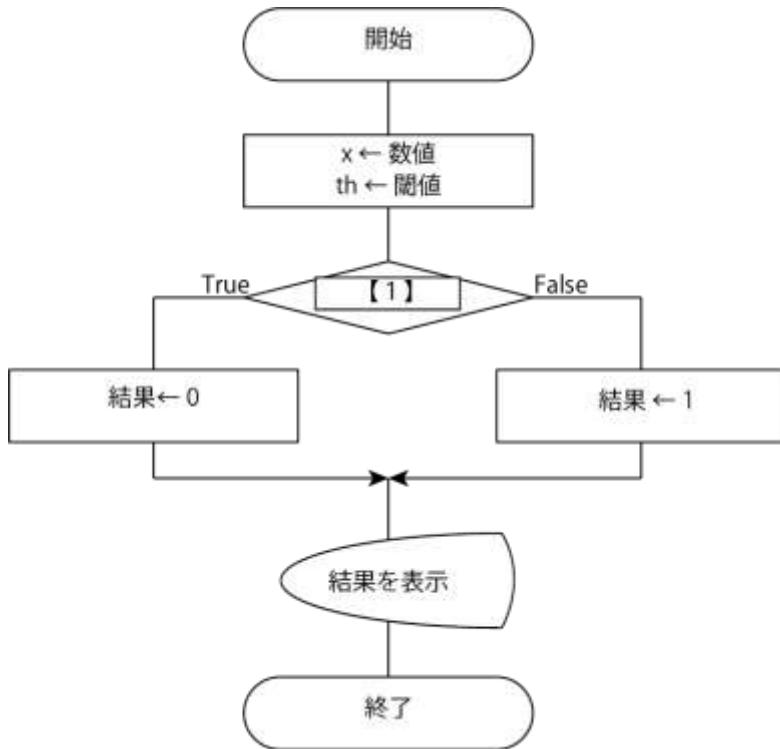 開始
x ← 数値
th ← 閾値
True
【1】
False
結果← 0
結果 ← 1
結果を表示
終了